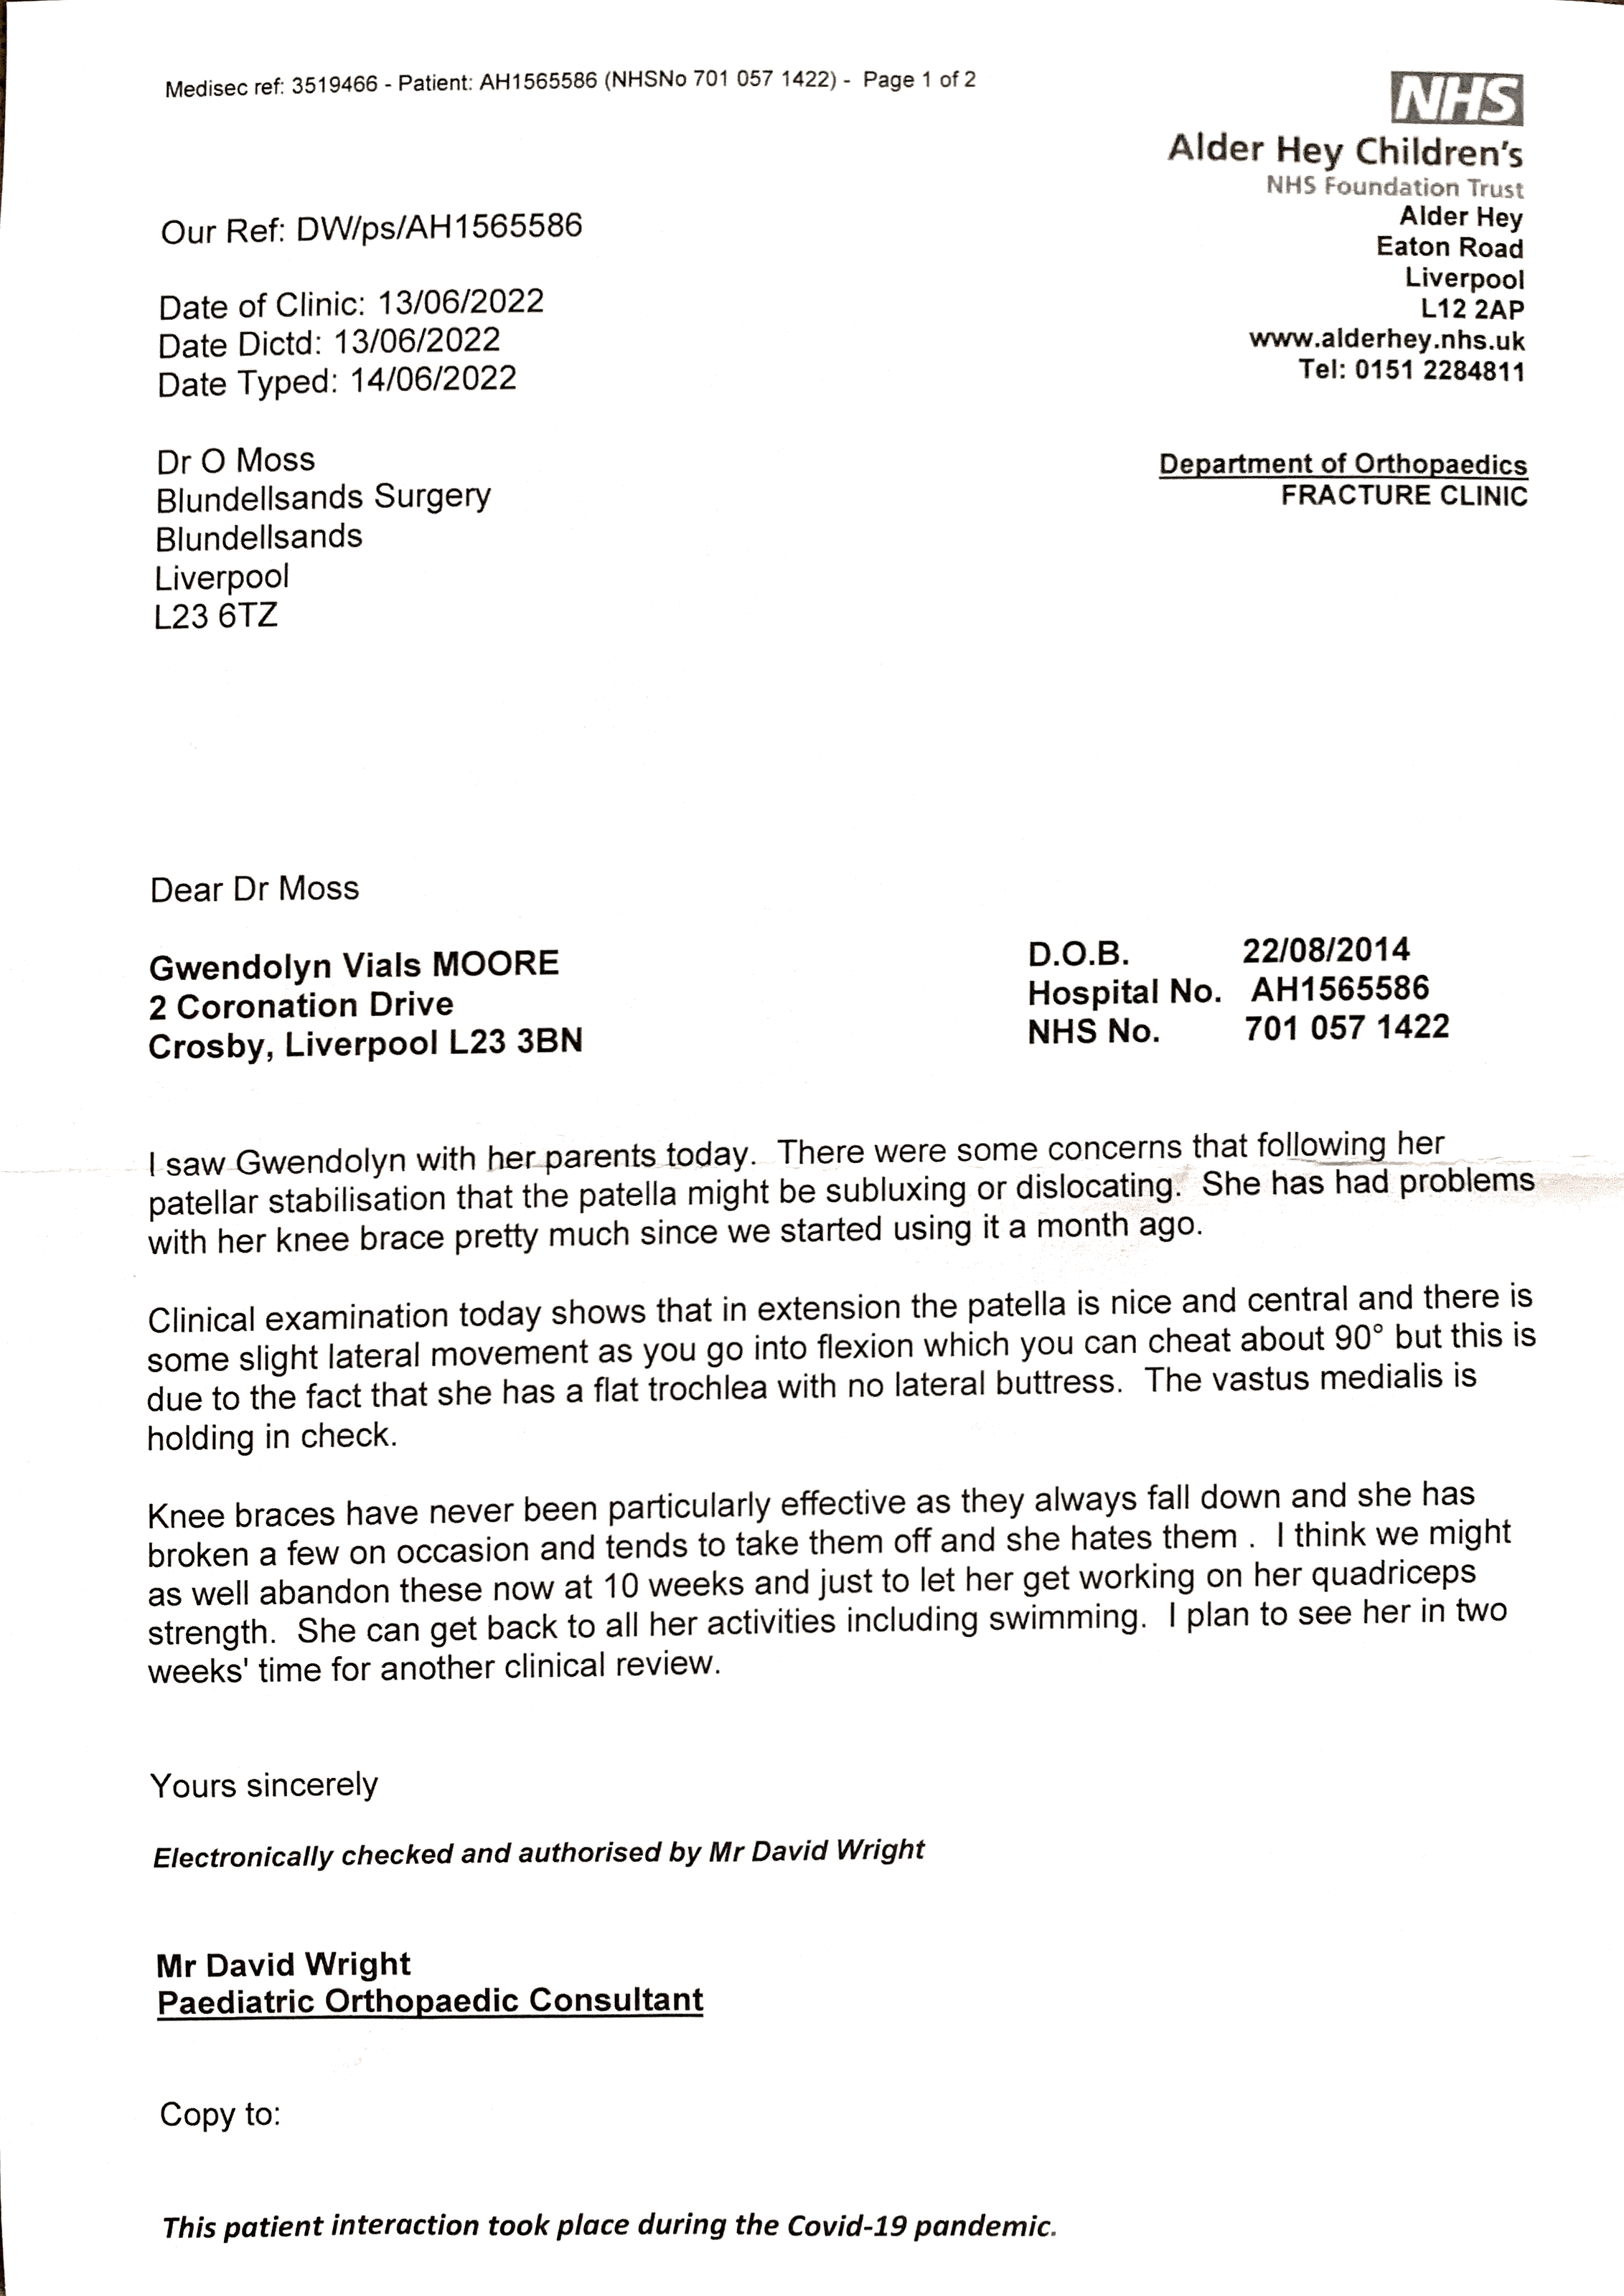 Medisec ref: 3519466 - Patient: AH1565586 (NHSNo 701 057 1422) - Page 1 of 2
NHS
Alder Hey Children's
NHS Foundation Trust
Alder Hey
Eaton Road
Liverpool
L12 2AP
www.alderhey.nhs.uk
Tel: 0151 2284811
Our Ref: DW/ps/AH1565586
Date of Clinic: 13/06/2022
Date Dictd: 13/06/2022
Date Typed: 14/06/2022
Department of Orthopaedics
FRACTURE CLINIC
Dr O Moss
Blundellsands Surgery
Blundellsands
Liverpool
L23 6TZ
Dear Dr Moss
Gwendolyn Vials MOORE
2 Coronation Drive
Crosby, Liverpool L23 3BN
D.O.B. 22/08/2014
Hospital No. AH1565586
NHS No. 701 057 1422
I saw Gwendolyn with her parents today. There were some concerns that following her
patellar stabilisation that the patella might be subluxing or dislocating. She has had problems
with her knee brace pretty much since we started using it a month ago.
Clinical examination today shows that in extension the patella is nice and central and there is
some slight lateral movement as you go into flexion which you can cheat about 90° but this is
due to the fact that she has a flat trochlea with no lateral buttress. The vastus medialis is
holding in check.
Knee braces have never been particularly effective as they always fall down and she has
broken a few on occasion and tends to take them off and she hates them . I think we might
as well abandon these now at 10 weeks and just to let her get working on her quadriceps
strength. She can get back to all her activities including swimming. I plan to see her in two
weeks' time for another clinical review.
Yours sincerely
Electronically checked and authorised by Mr David Wright
Mr David Wright
Paediatric Orthopaedic Consultant
Copy to:
This patient interaction took place during the Covid-19 pandemic.